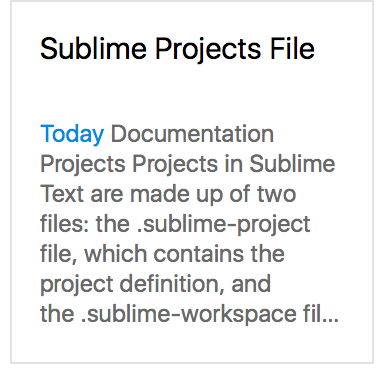 Sublime Projects File
Today Documentation
Projects Projects in Sublime
Text are made up of two
files: the .sublime-project
file, which contains the
project definition, and
the .sublime-workspace fil...